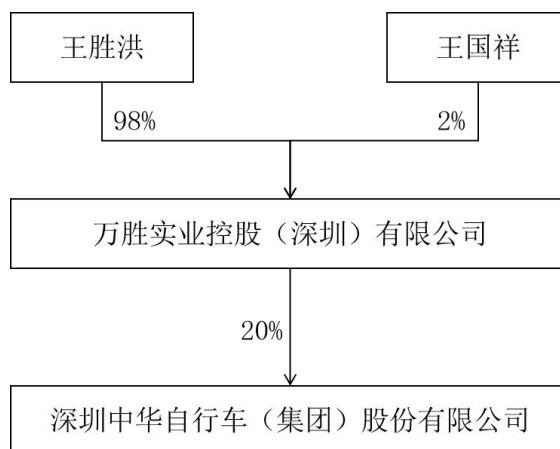 王胜洪
王国祥
98%
2%
万胜实业控股（深圳）有限公司
20%
深圳中华自行车（集团）股份有限公司